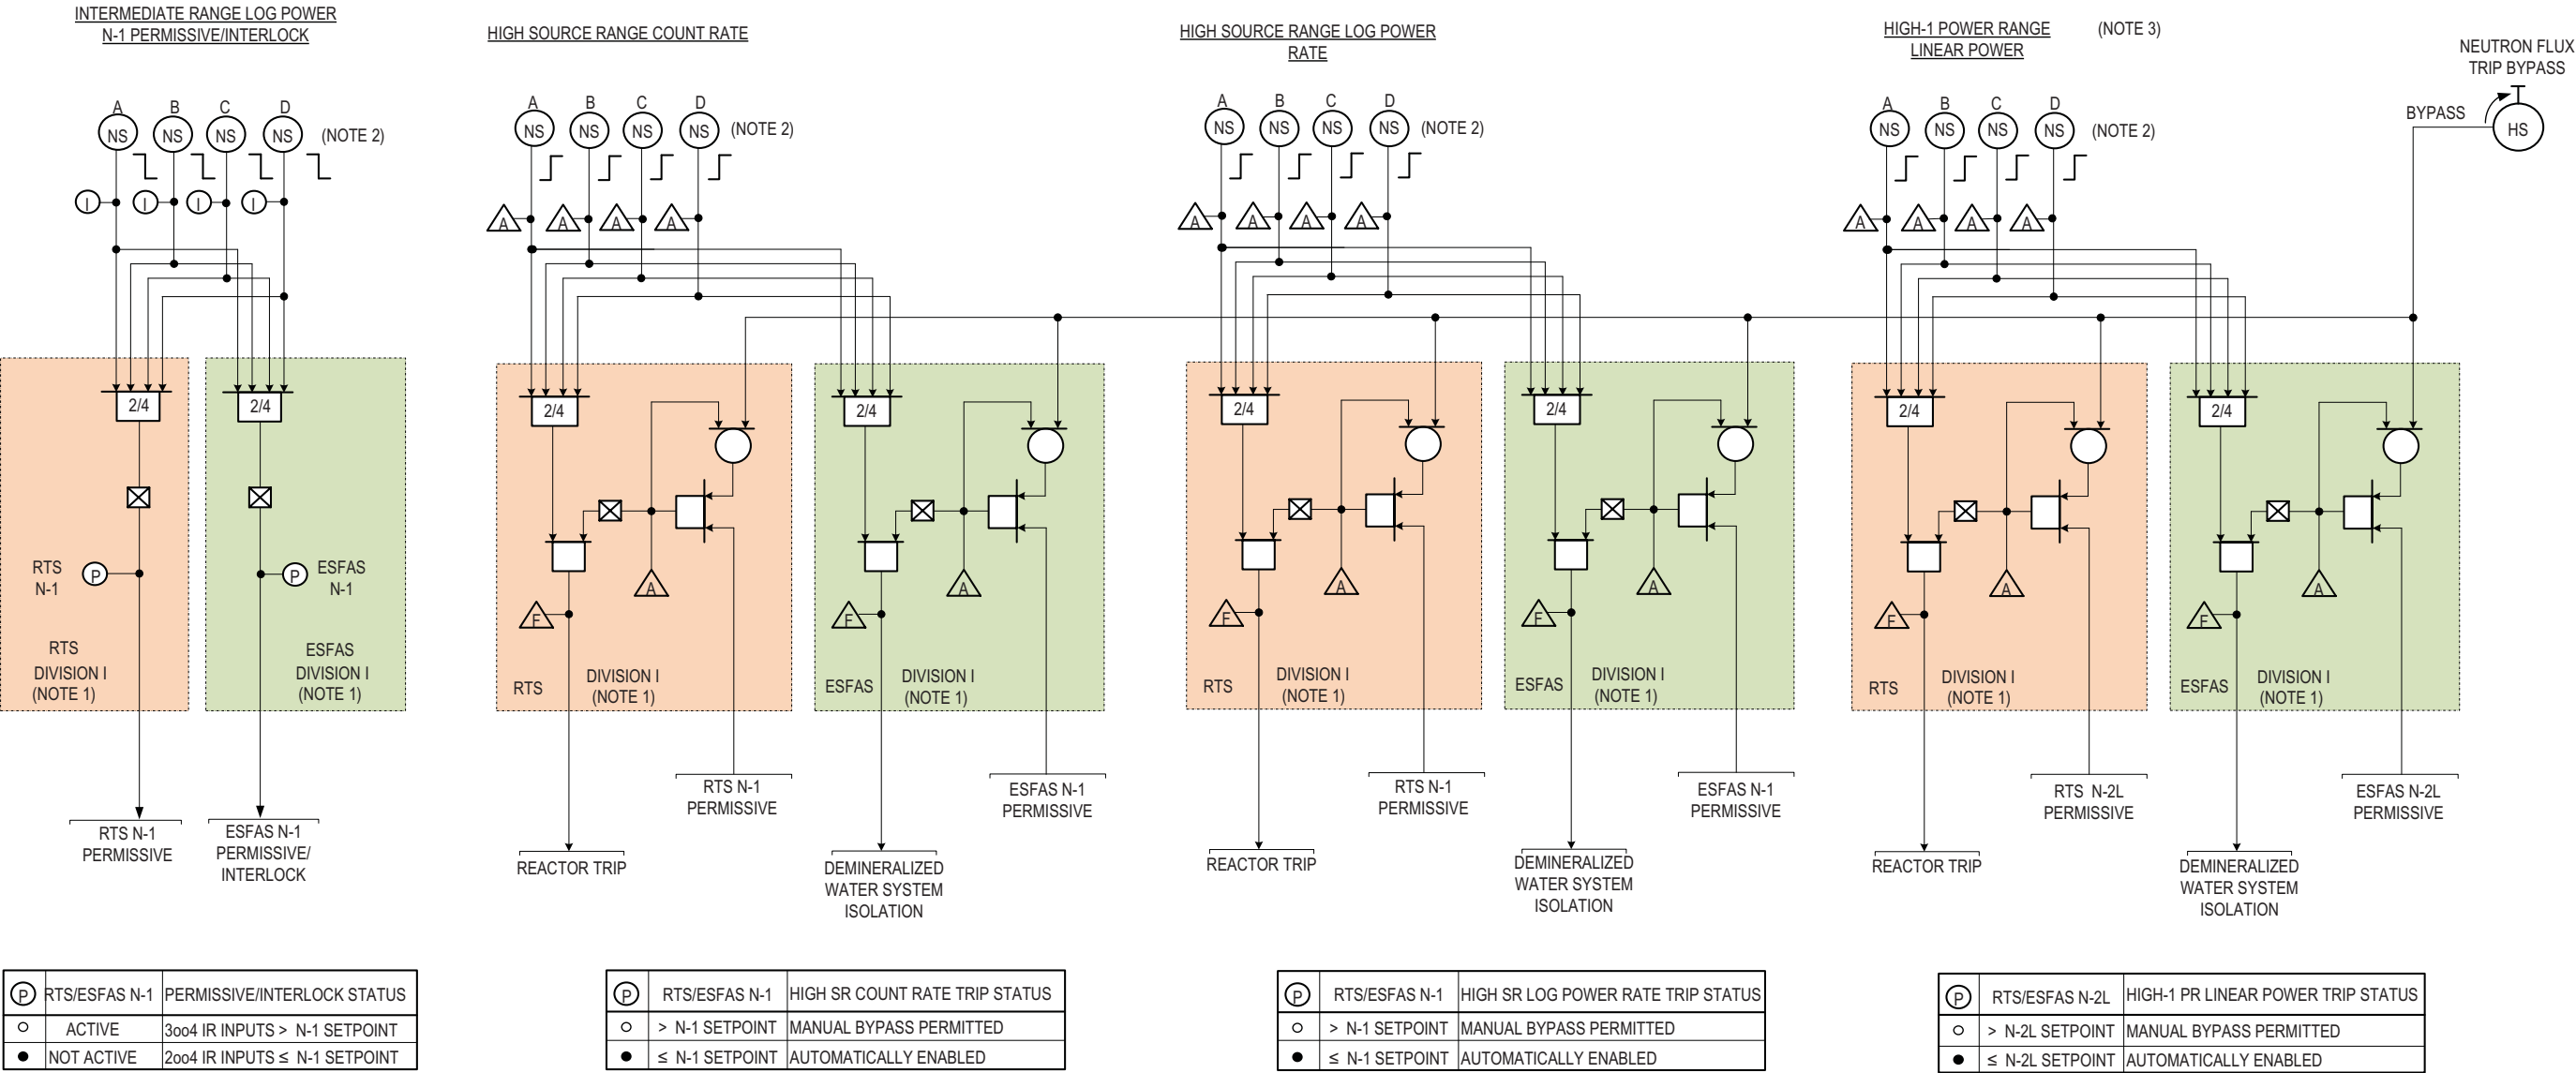 INTERMEDIATE RANGE LOG POWER
N-1 PERMISSIVE/INTERLOCK
A
B
C
D
NS
NS
NS
NS
(NOTE 2)
I
I
I
I
2/4
2/4
RTS
N-1
P
P
ESFAS
N-1
RTS
DIVISION I
(NOTE 1)
ESFAS
DIVISION I
(NOTE 1)
RTS N-1
PERMISSIVE
ESFAS N-1
PERMISSIVE/
INTERLOCK
HIGH SOURCE RANGE COUNT RATE
A
B
C
D
NS
NS
NS
NS
(NOTE 2)
A
A
A
A
2/4
2/4
A
A
F
F
RTS
DIVISION I
(NOTE 1)
ESFAS
DIVISION I
(NOTE 1)
RTS N-1
PERMISSIVE
ESFAS N-1
PERMISSIVE
REACTOR TRIP
DEMINERALIZED
WATER SYSTEM
ISOLATION
HIGH SOURCE RANGE LOG POWER
RATE
A
B
C
D
NS
NS
NS
NS
(NOTE 2)
A
A
A
A
2/4
2/4
A
A
F
F
RTS
DIVISION I
(NOTE 1)
ESFAS
DIVISION I
(NOTE 1)
RTS N-1
PERMISSIVE
ESFAS N-1
PERMISSIVE
REACTOR TRIP
DEMINERALIZED
WATER SYSTEM
ISOLATION
HIGH-1 POWER RANGE
LINEAR POWER
(NOTE 3)
A
B
C
D
NS
NS
NS
NS
(NOTE 2)
NEUTRON FLUX
TRIP BYPASS
BYPASS
HS
A
A
A
A
2/4
2/4
A
A
F
F
RTS
DIVISION I
(NOTE 1)
ESFAS
DIVISION I
(NOTE 1)
RTS N-2L
PERMISSIVE
ESFAS N-2L
PERMISSIVE
REACTOR TRIP
DEMINERALIZED
WATER SYSTEM
ISOLATION
P RTS/ESFAS N-1 PERMISSIVE/INTERLOCK STATUS
ACTIVE 3oo4 IR INPUTS > N-1 SETPOINT
NOT ACTIVE 2oo4 IR INPUTS ≤ N-1 SETPOINT
P RTS/ESFAS N-1 HIGH SR COUNT RATE TRIP STATUS
> N-1 SETPOINT MANUAL BYPASS PERMITTED
≤ N-1 SETPOINT AUTOMATICALLY ENABLED
P RTS/ESFAS N-1 HIGH SR LOG POWER RATE TRIP STATUS
> N-1 SETPOINT MANUAL BYPASS PERMITTED
≤ N-1 SETPOINT AUTOMATICALLY ENABLED
P RTS/ESFAS N-2L HIGH-1 PR LINEAR POWER TRIP STATUS
> N-2L SETPOINT MANUAL BYPASS PERMITTED
≤ N-2L SETPOINT AUTOMATICALLY ENABLED